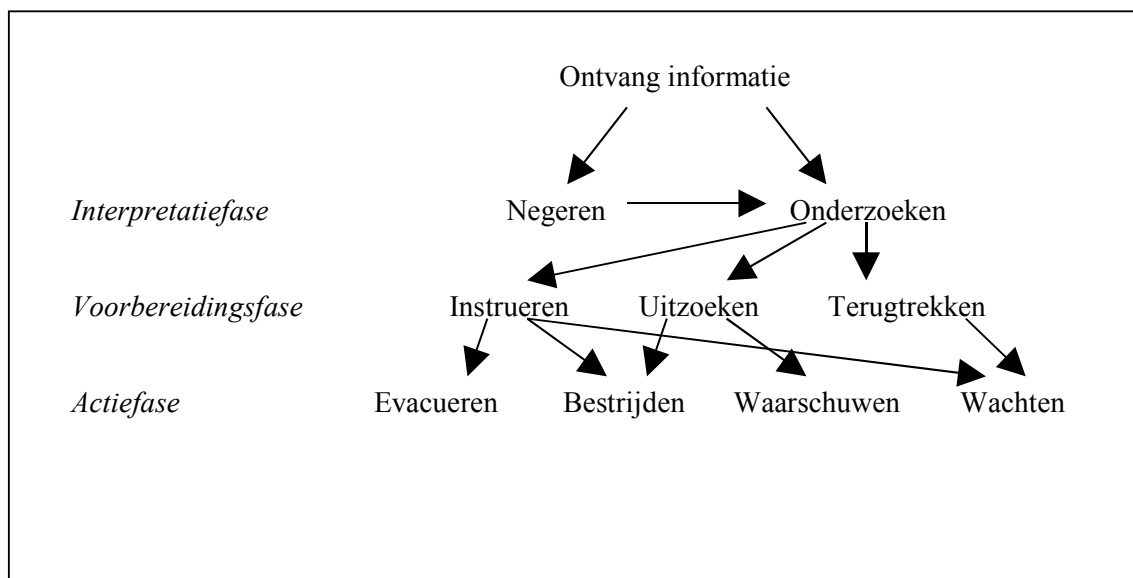 Ontvang informatie
Interpretatiefase Negeren Onderzoeken
Voorbereidingsfase Instrueren Uitzoeken Terugtrekken
Actiefase Evacueren Bestrijden Waarschuwen Wachten